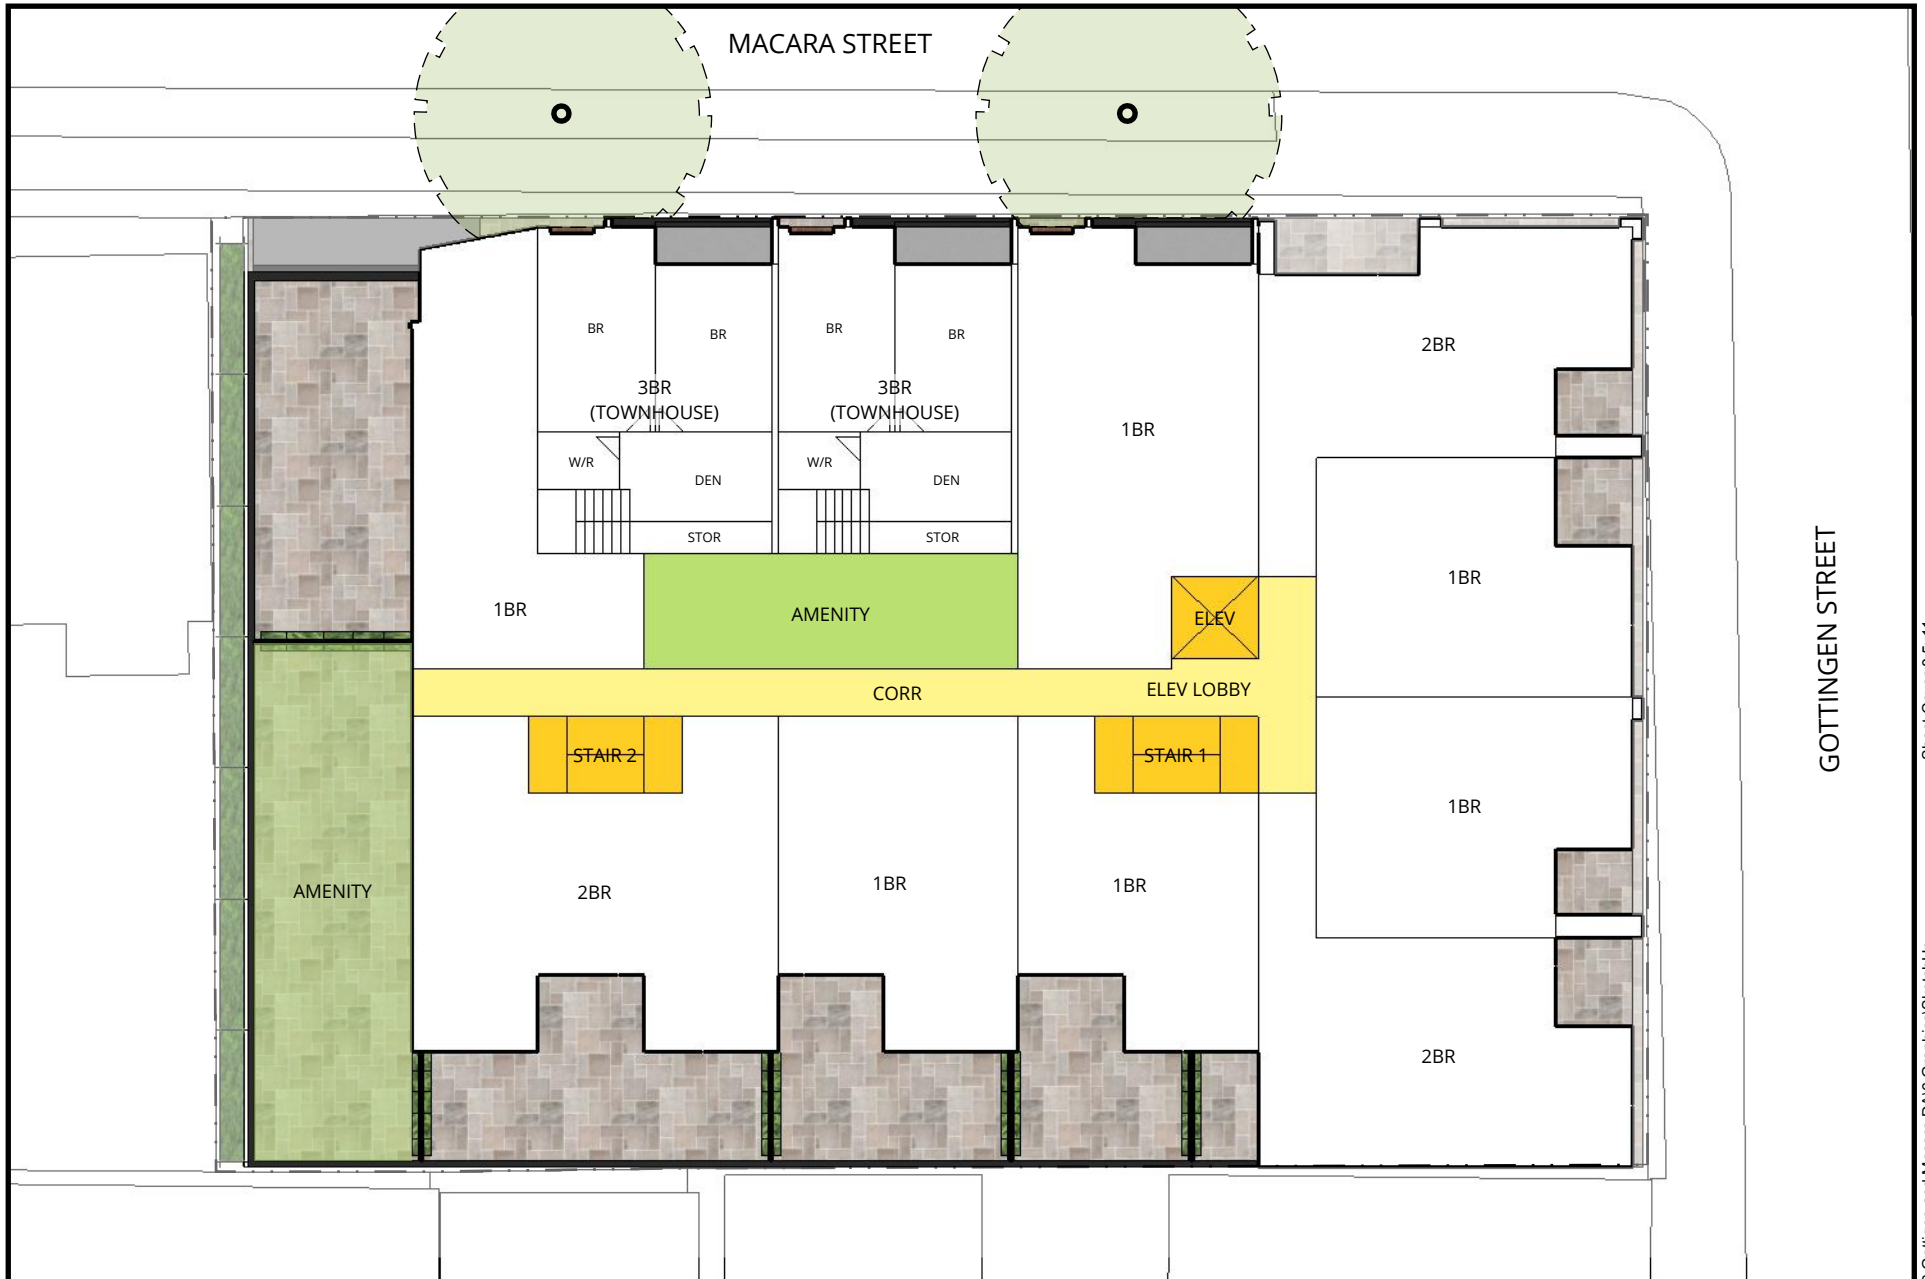 MACARA STREET
BR
BR
BR
BR
2BR
3BR
(TOWNHOUSE)
3BR
(TOWNHOUSE)
1BR
W/R
W/R
DEN
DEN
STOR
STOR
1BR
1BR
AMENITY
ELEV
GOTTINGEN STREET
CORR
ELEV LOBBY
STAIR 2
STAIR 1
1BR
AMENITY
2BR
1BR
1BR
2BR